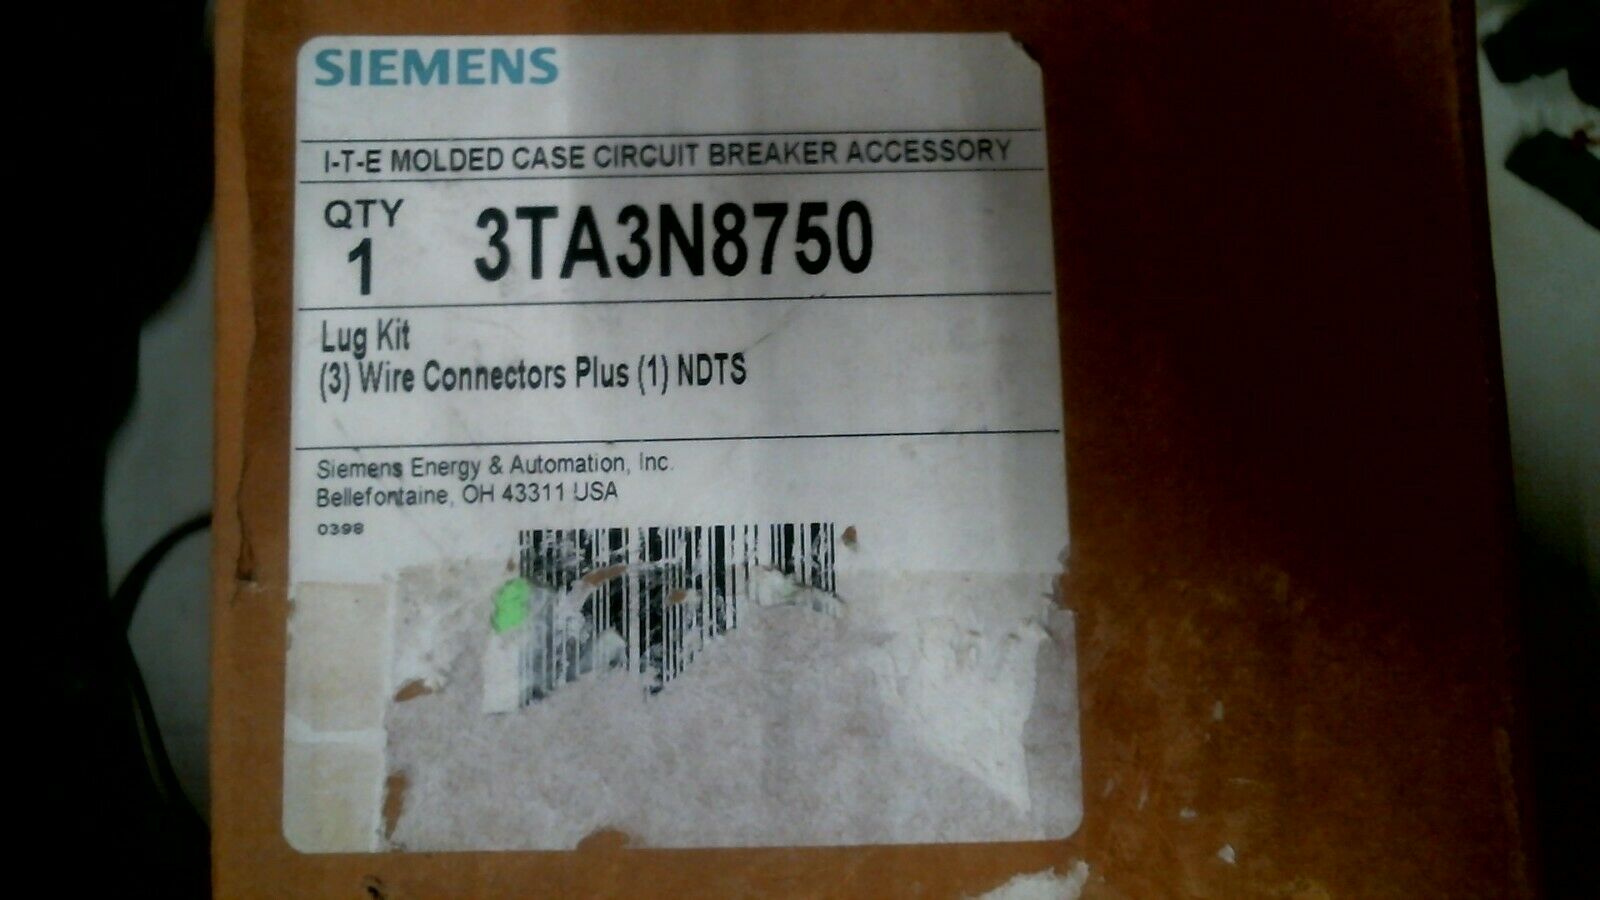 SIEMENS
I-T-E MOLDED CASE CIRCUIT BREAKER ACCESSORY
QTY
1 3TA3N8750
Lug Kit
(3) Wire Connectors Plus (1) NDTS
Siemens Energy & Automation, Inc.
Bellefontaine, OH 43311 USA
0398